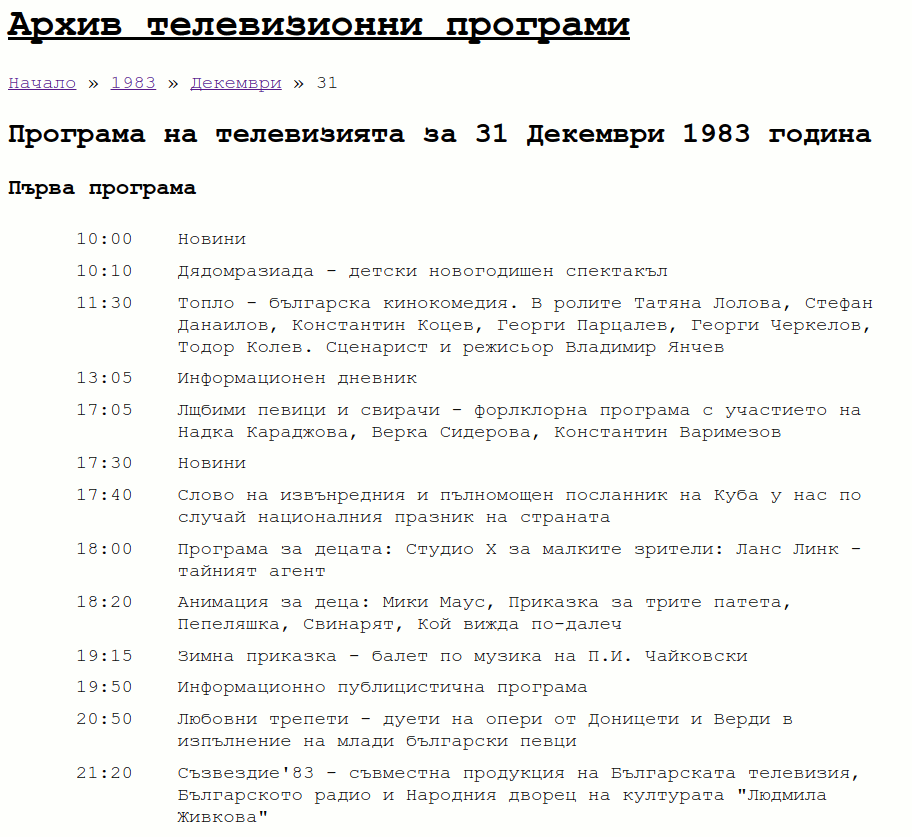 Архив телевизионни програми
Начало » 1983 » Декември » 31
Програма на телевизията за 31 Декември 1983 година
Първа програма
10:00 Новини
10:10 Дядомразиада - детски новогодишен спектакъл
11:30 Топло - българска кинокомедия. В ролите Татяна Лолова, Стефан
Данаилов, Константин Коцев, Георги Парцалев, Георги Черкелов,
Тодор Колев. Сценарист и режисьор Владимир Янчев
13:05 Информационен дневник
17:05 Лщбими певици и свирачи - форлклорна програма с участието на
Надка Караджова, Верка Сидерова, Константин Варимезов
17:30 Новини
17:40 Слово на извънредния и пълномощен посланник на Куба у нас по
случай националния празник на страната
18:00 Програма за децата: Студио Х за малките зрители: Ланс Линк -
тайният агент
18:20 Анимация за деца: Мики Маус, Приказка за трите патета,
Пепеляшка, Свинарят, Кой вижда по-далеч
19:15 Зимна приказка - балет по музика на П.И. Чайковски
19:50 Информационно публицистична програма
20:50 Любовни трепети - дуети на опери от Доницети и Верди в
изпълнение на млади български певци
21:20 Съзвездие'83 - съвместна продукция на Българската телевизия,
Българското радио и Народния дворец на културата "Людмила
Живкова"